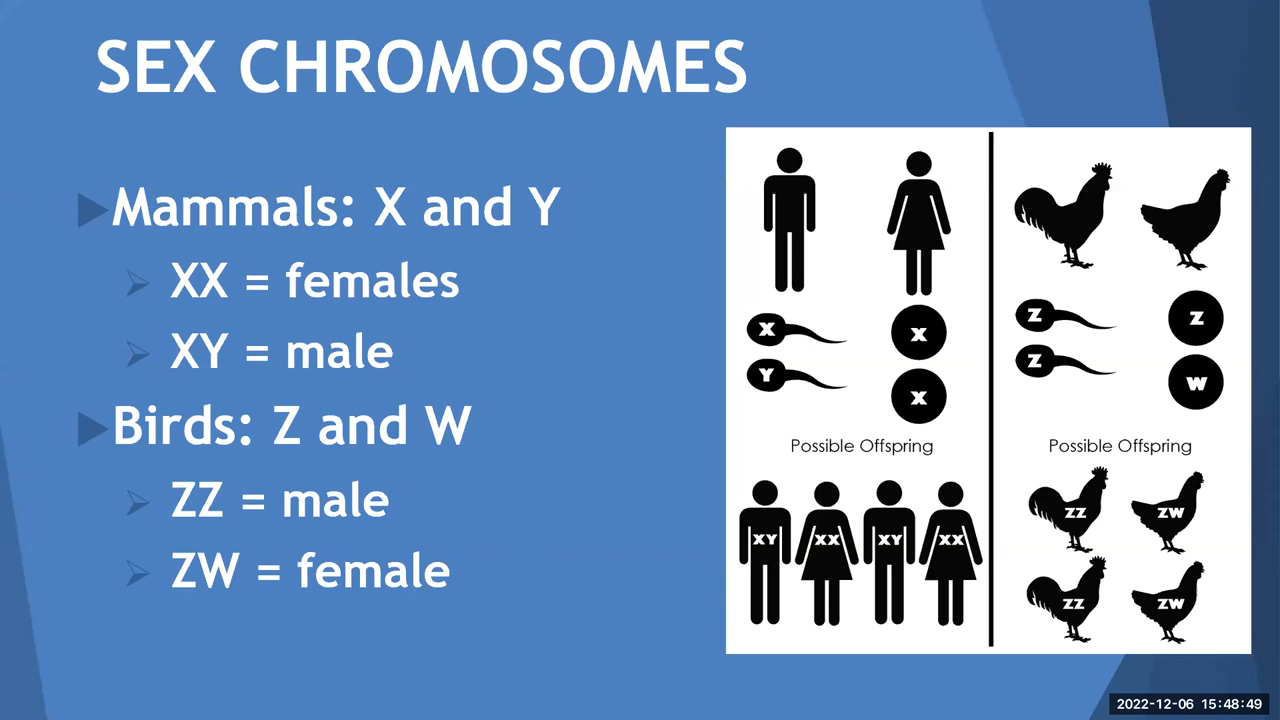 SEX CHROMOSOMES
Mammals: X and Y
XX = females
XY = male
Birds: Z and W
ZZ = male
ZW = female
X
X
Y
X
Possible Offspring
XY XX XY XX
Z
Z
Z
W
Possible Offspring
ZZ ZW
ZZ ZW
2022-12-06 15:48:49